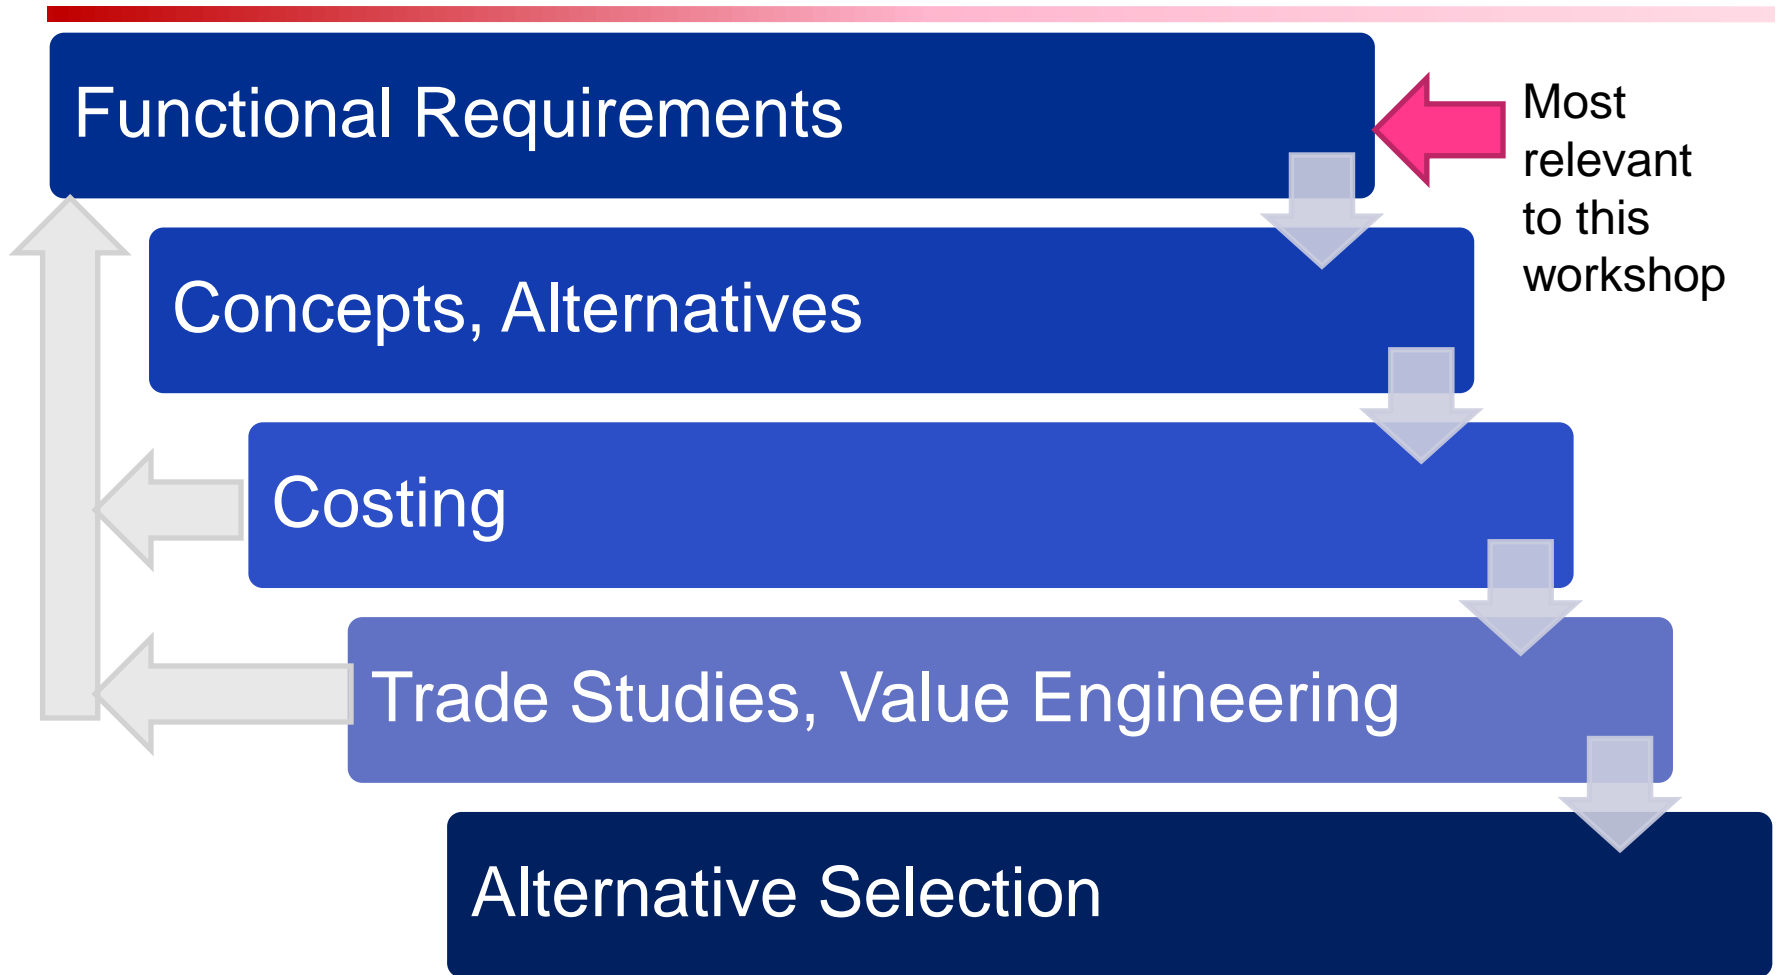 Functional Requirements
Most
relevant
to this
workshop
Concepts, Alternatives
Costing
Trade Studies, Value Engineering
Alternative Selection